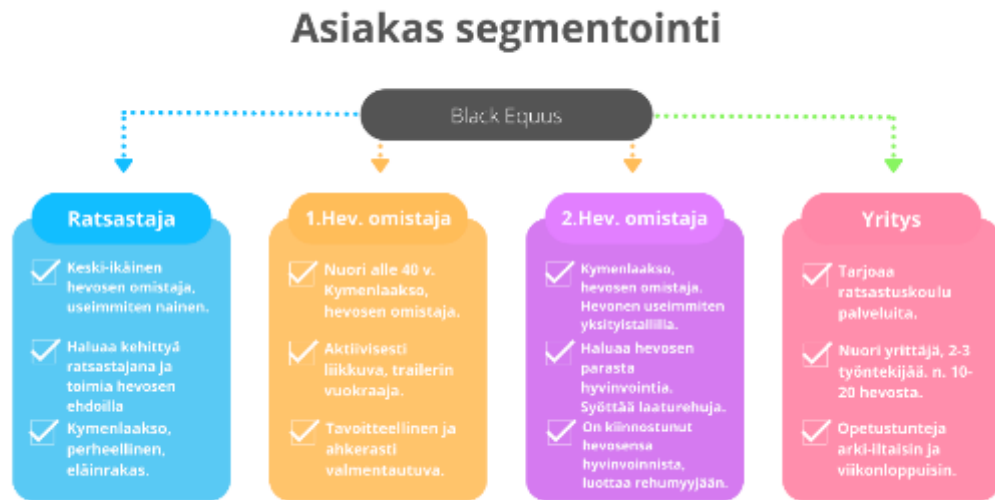 Asiakas segmentointi
Black Equus
Ratsastaja
Keski-ikäinen
hevosen omistaja,
useimmiten nainen.
Haluaa kehittyä
ratsastajana ja
toimia hevosen
ehdoilla
Kymenlaakso,
perheellinen,
eläinrakas.
1.Hev. omistaja
Nuori alle 40 v.
Kymenlaakso,
hevosen omistaja.
Aktiivisesti
liikkuva, trailerin
vuokraaja.
Tavoitteellinen ja
ahkerasti
valmentautuva.
2.Hev. omistaja
Kymenlaakso,
hevosen omistaja.
Hevonen useimmiten
yksityistallilla.
Haluaa hevosen
parasta
hyvinvointia.
Syöttää laaturehuja.
On kiinnostunut
hevosensa
hyvinvoinnista,
luottaa rehumyyjään.
Yritys
Tarjoaa
ratsastuskoulu
palveluita.
Nuori yrittäjä, 2-3
työntekijää. n. 10-
20 hevosta.
Opetustunteja
arki-iltaisin ja
viikonloppuisin.